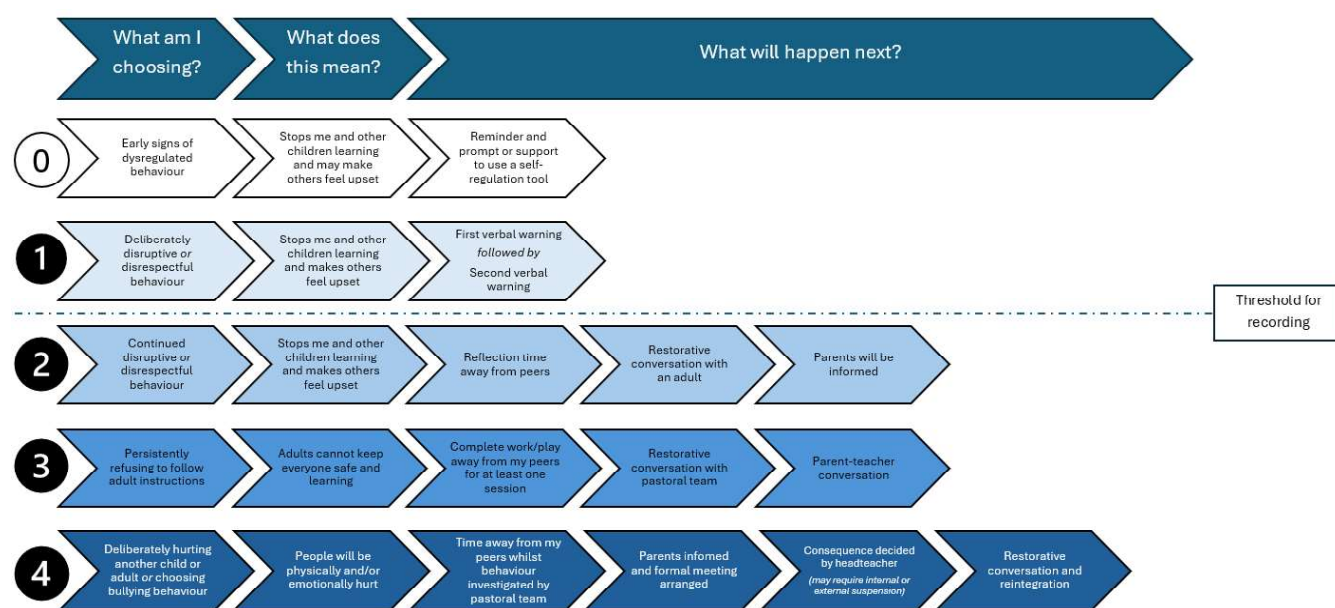 What am I
choosing?
What does
this mean?
What will happen next?
0
Early signs of
dysregulated
behaviour
Stops me and other
children learning
and may make
others feel upset
Reminder and
prompt or support
to use a self-
regulation tool
1
Deliberately
disruptive or
disrespectful
behaviour
Stops me and other
children learning
and makes others
feel upset
First verbal warning
followed by
Second verbal
warning
Threshold for
recording
2
Continued
disruptive or
disrespectful
behaviour
Stops me and other
children learning
and makes others
feel upset
Reflection time
away from peers
Restorative
conversation with
an adult
Parents will be
informed
3
Persistently
refusing to follow
adult instructions
Adults cannot keep
everyone safe and
learning
Complete work/play
away from my peers
for at least one
session
Restorative
conversation with
pastoral team
Parent-teacher
conversation
4
Deliberately hurting
another child or
adult or choosing
bullying behaviour
People will be
physically and/or
emotionally hurt
Time away from my
peers whilst
behaviour
investigated by
pastoral team
Parents infomed
and formal meeting
arranged
Consequence decided
by headteacher
(may require internal or
external suspension)
Restorative
conversation and
reintegration